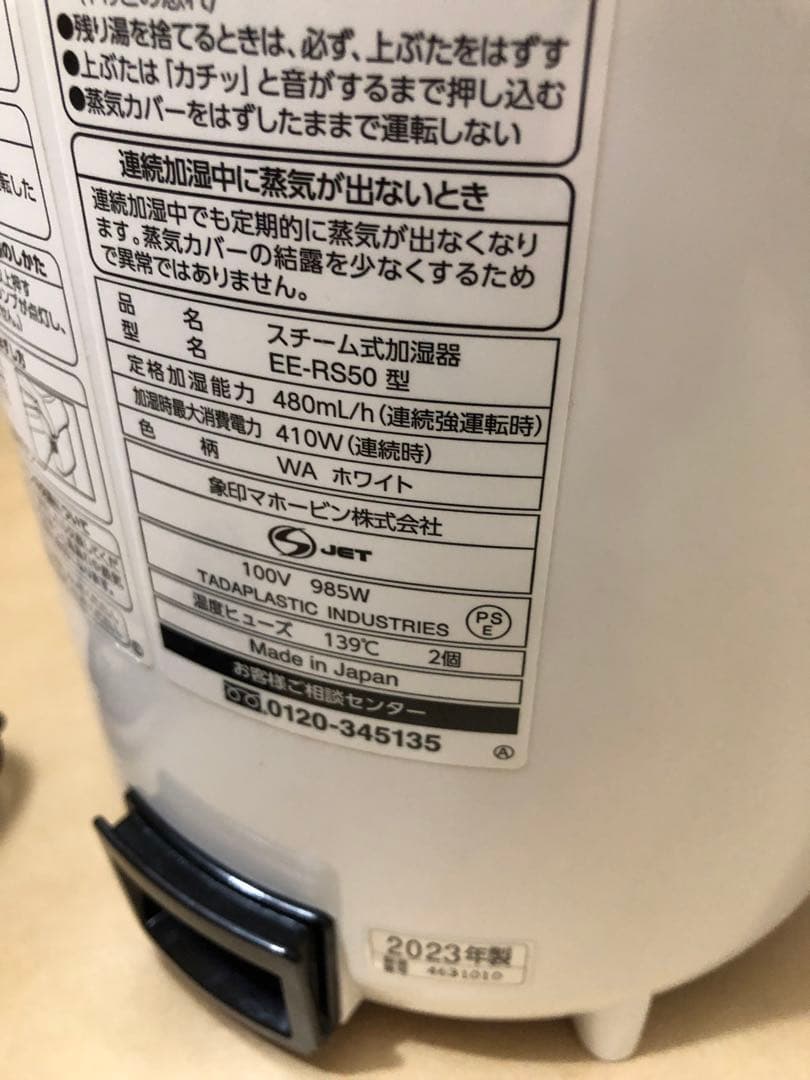 ●残り湯を捨てるときは、必ず、上ぶたをはずす
●上ぶたは「カチッ」と音がするまで押し込む
●蒸気カバーをはずしたままで運転しない
連続加湿中に蒸気が出ないとき
連続加湿中でも定期的に蒸気が出なくなり
ます。蒸気カバーの結露を少なくするため
で異常ではありません。
品名 スチーム式加湿器
型名 EE-RS50 型
定格加湿能力 480mL/h(連続強運転時)
加湿時最大消費電力 410W(連続時)
色柄 WA ホワイト
象印マホービン株式会社
S JET
100V 985W
TADAPLASTIC INDUSTRIES
PS
E
温度ヒューズ 139℃ 2個
Made in Japan
お客様ご相談センター
0120-345135
Ⓐ
転した
のしかた
2023年製
4631010